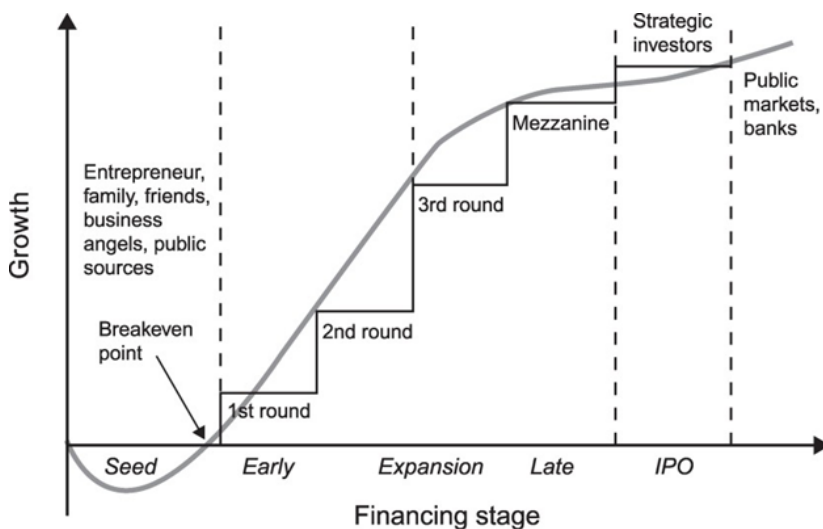 Strategic
investors
Public
markets,
banks
Mezzanine
Entrepreneur,
family, friends,
business
angels, public
sources
3rd round
Growth
Breakeven
point
2nd round
1st round
Seed
Early
Expansion
Late
IPO
Financing stage